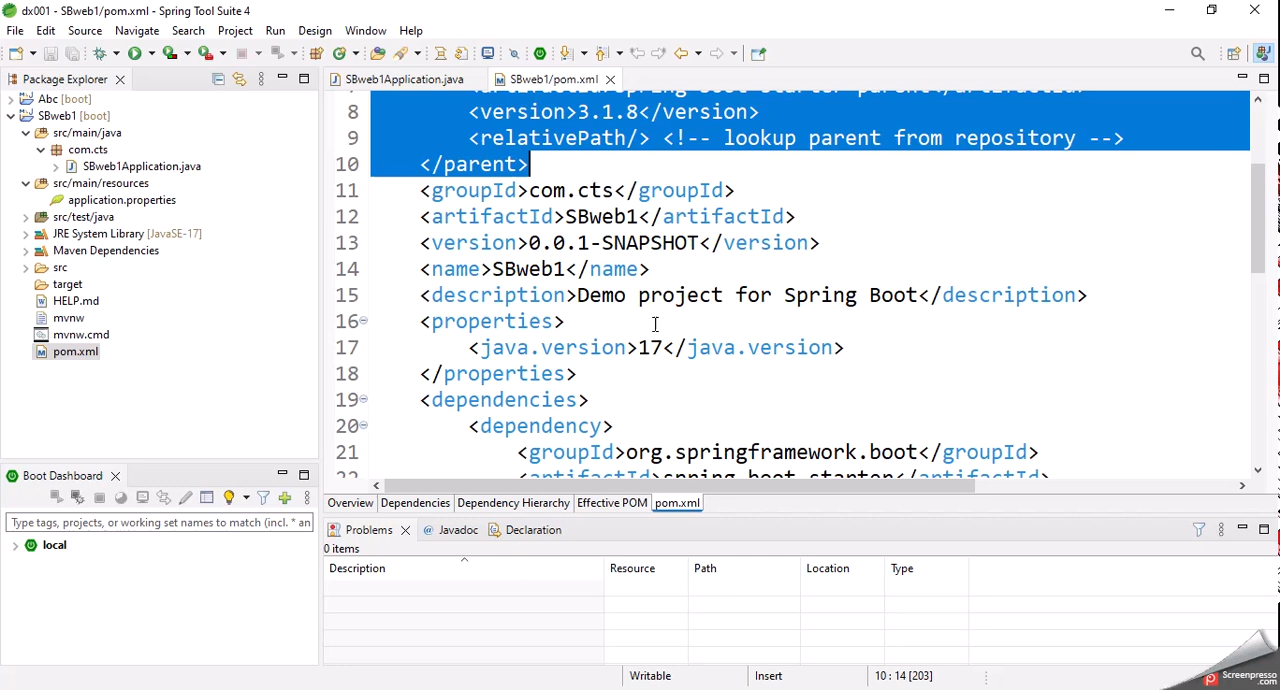 dx001 - SBweb1/pom.xml - Spring Tool Suite 4
File Edit Source Navigate Search Project Run Design Window Help
Package Explorer
SBweb1Application.java
SBweb1/pom.xml
Abc [boot]
SBweb1 [boot]
src/main/java
com.cts
SBweb1Application.java
src/main/resources
application.properties
src/test/java
JRE System Library [JavaSE-17]
Maven Dependencies
src
target
HELP.md
mvnw
mvnw.cmd
pom.xml
8 <version>3.1.8</version>
9 <relativePath/> <!-- lookup parent from repository -->
10 </parent>
11 <groupId>com.cts</groupId>
12 <artifactId>SBweb1</artifactId>
13 <version>0.0.1-SNAPSHOT</version>
14 <name>SBweb1</name>
15 <description>Demo project for Spring Boot</description>
16 <properties>
17 <java.version>17</java.version>
18 </properties>
19 <dependencies>
20 <dependency>
21 <groupId>org.springframework.boot</groupId>
22 <artifactId>spring-boot-starter</artifactId>
Overview Dependencies Dependency Hierarchy Effective POM pom.xml
Boot Dashboard
Type tags, projects, or working set names to match (incl. * an
local
Problems @ Javadoc Declaration
0 items
Description Resource Path Location Type
Writable Insert 10 : 14 [203]
Screenpresso
.com